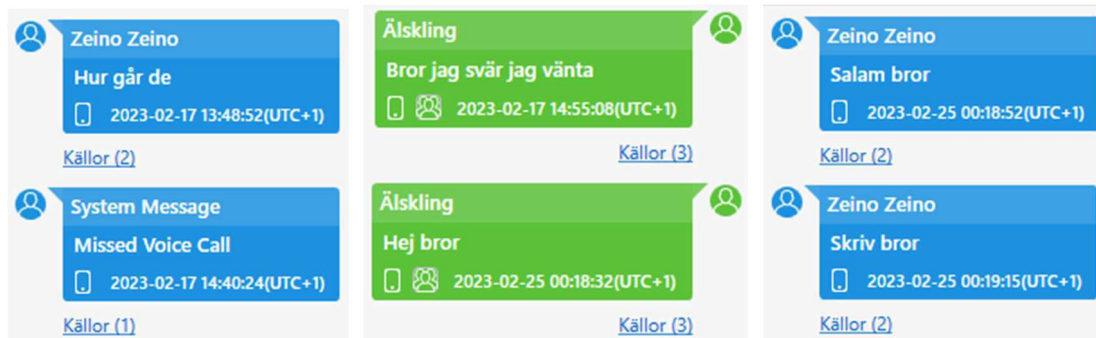 Zeino Zeino
Hur går de
2023-02-17 13:48:52(UTC+1)
Källor (2)
System Message
Missed Voice Call
2023-02-17 14:40:24(UTC+1)
Källor (1)
Älskling
Bror jag svär jag vänta
2023-02-17 14:55:08(UTC+1)
Källor (3)
Älskling
Hej bror
2023-02-25 00:18:32(UTC+1)
Källor (3)
Zeino Zeino
Salam bror
2023-02-25 00:18:52(UTC+1)
Källor (2)
Zeino Zeino
Skriv bror
2023-02-25 00:19:15(UTC+1)
Källor (2)